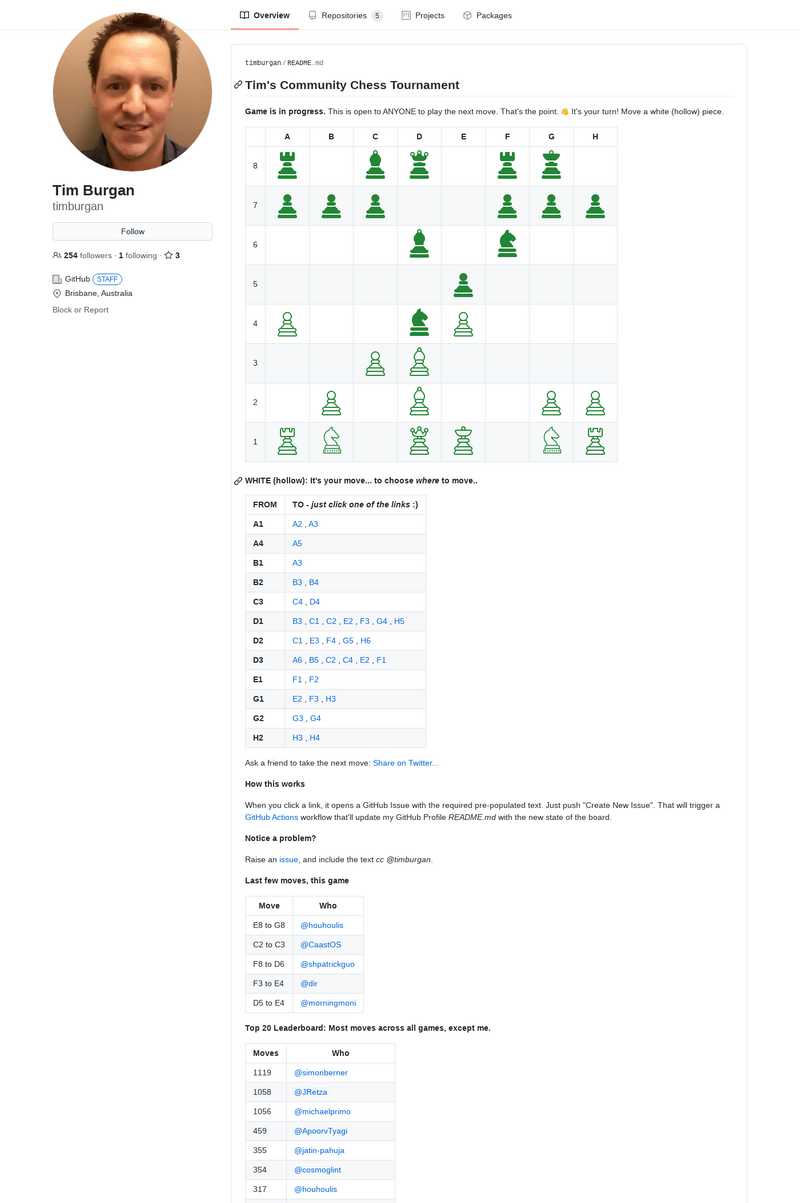 Overview Repositories 5 Projects Packages
Tim Burgan
timburgan
Follow
254 followers · 1 following · 3
GitHub STAFF
Brisbane, Australia
Block or Report
timburgan / README.md
Tim's Community Chess Tournament
Game is in progress. This is open to ANYONE to play the next move. That's the point. 👋 It's your turn! Move a white (hollow) piece.
A B C D E F G H
8
7
6
5
4
3
2
1
WHITE (hollow): It's your move... to choose where to move..
FROM TO - just click one of the links :)
A1 A2 , A3
A4 A5
B1 A3
B2 B3 , B4
C3 C4 , D4
D1 B3 , C1 , C2 , E2 , F3 , G4 , H5
D2 C1 , E3 , F4 , G5 , H6
D3 A6 , B5 , C2 , C4 , E2 , F1
E1 F1 , F2
G1 E2 , F3 , H3
G2 G3 , G4
H2 H3 , H4
Ask a friend to take the next move: Share on Twitter...
How this works
When you click a link, it opens a GitHub Issue with the required pre-populated text. Just push "Create New Issue". That will trigger a
GitHub Actions workflow that'll update my GitHub Profile README.md with the new state of the board.
Notice a problem?
Raise an issue, and include the text cc @timburgan.
Last few moves, this game
Move Who
E8 to G8 @houhoulis
C2 to C3 @CaastOS
F8 to D6 @shpatrickguo
F3 to E4 @dir
D5 to E4 @morningmoni
Top 20 Leaderboard: Most moves across all games, except me.
Moves Who
1119 @simonberner
1058 @JRetza
1056 @michaelprimo
459 @ApoorvTyagi
355 @jatin-pahuja
354 @cosmoglint
317 @houhoulis